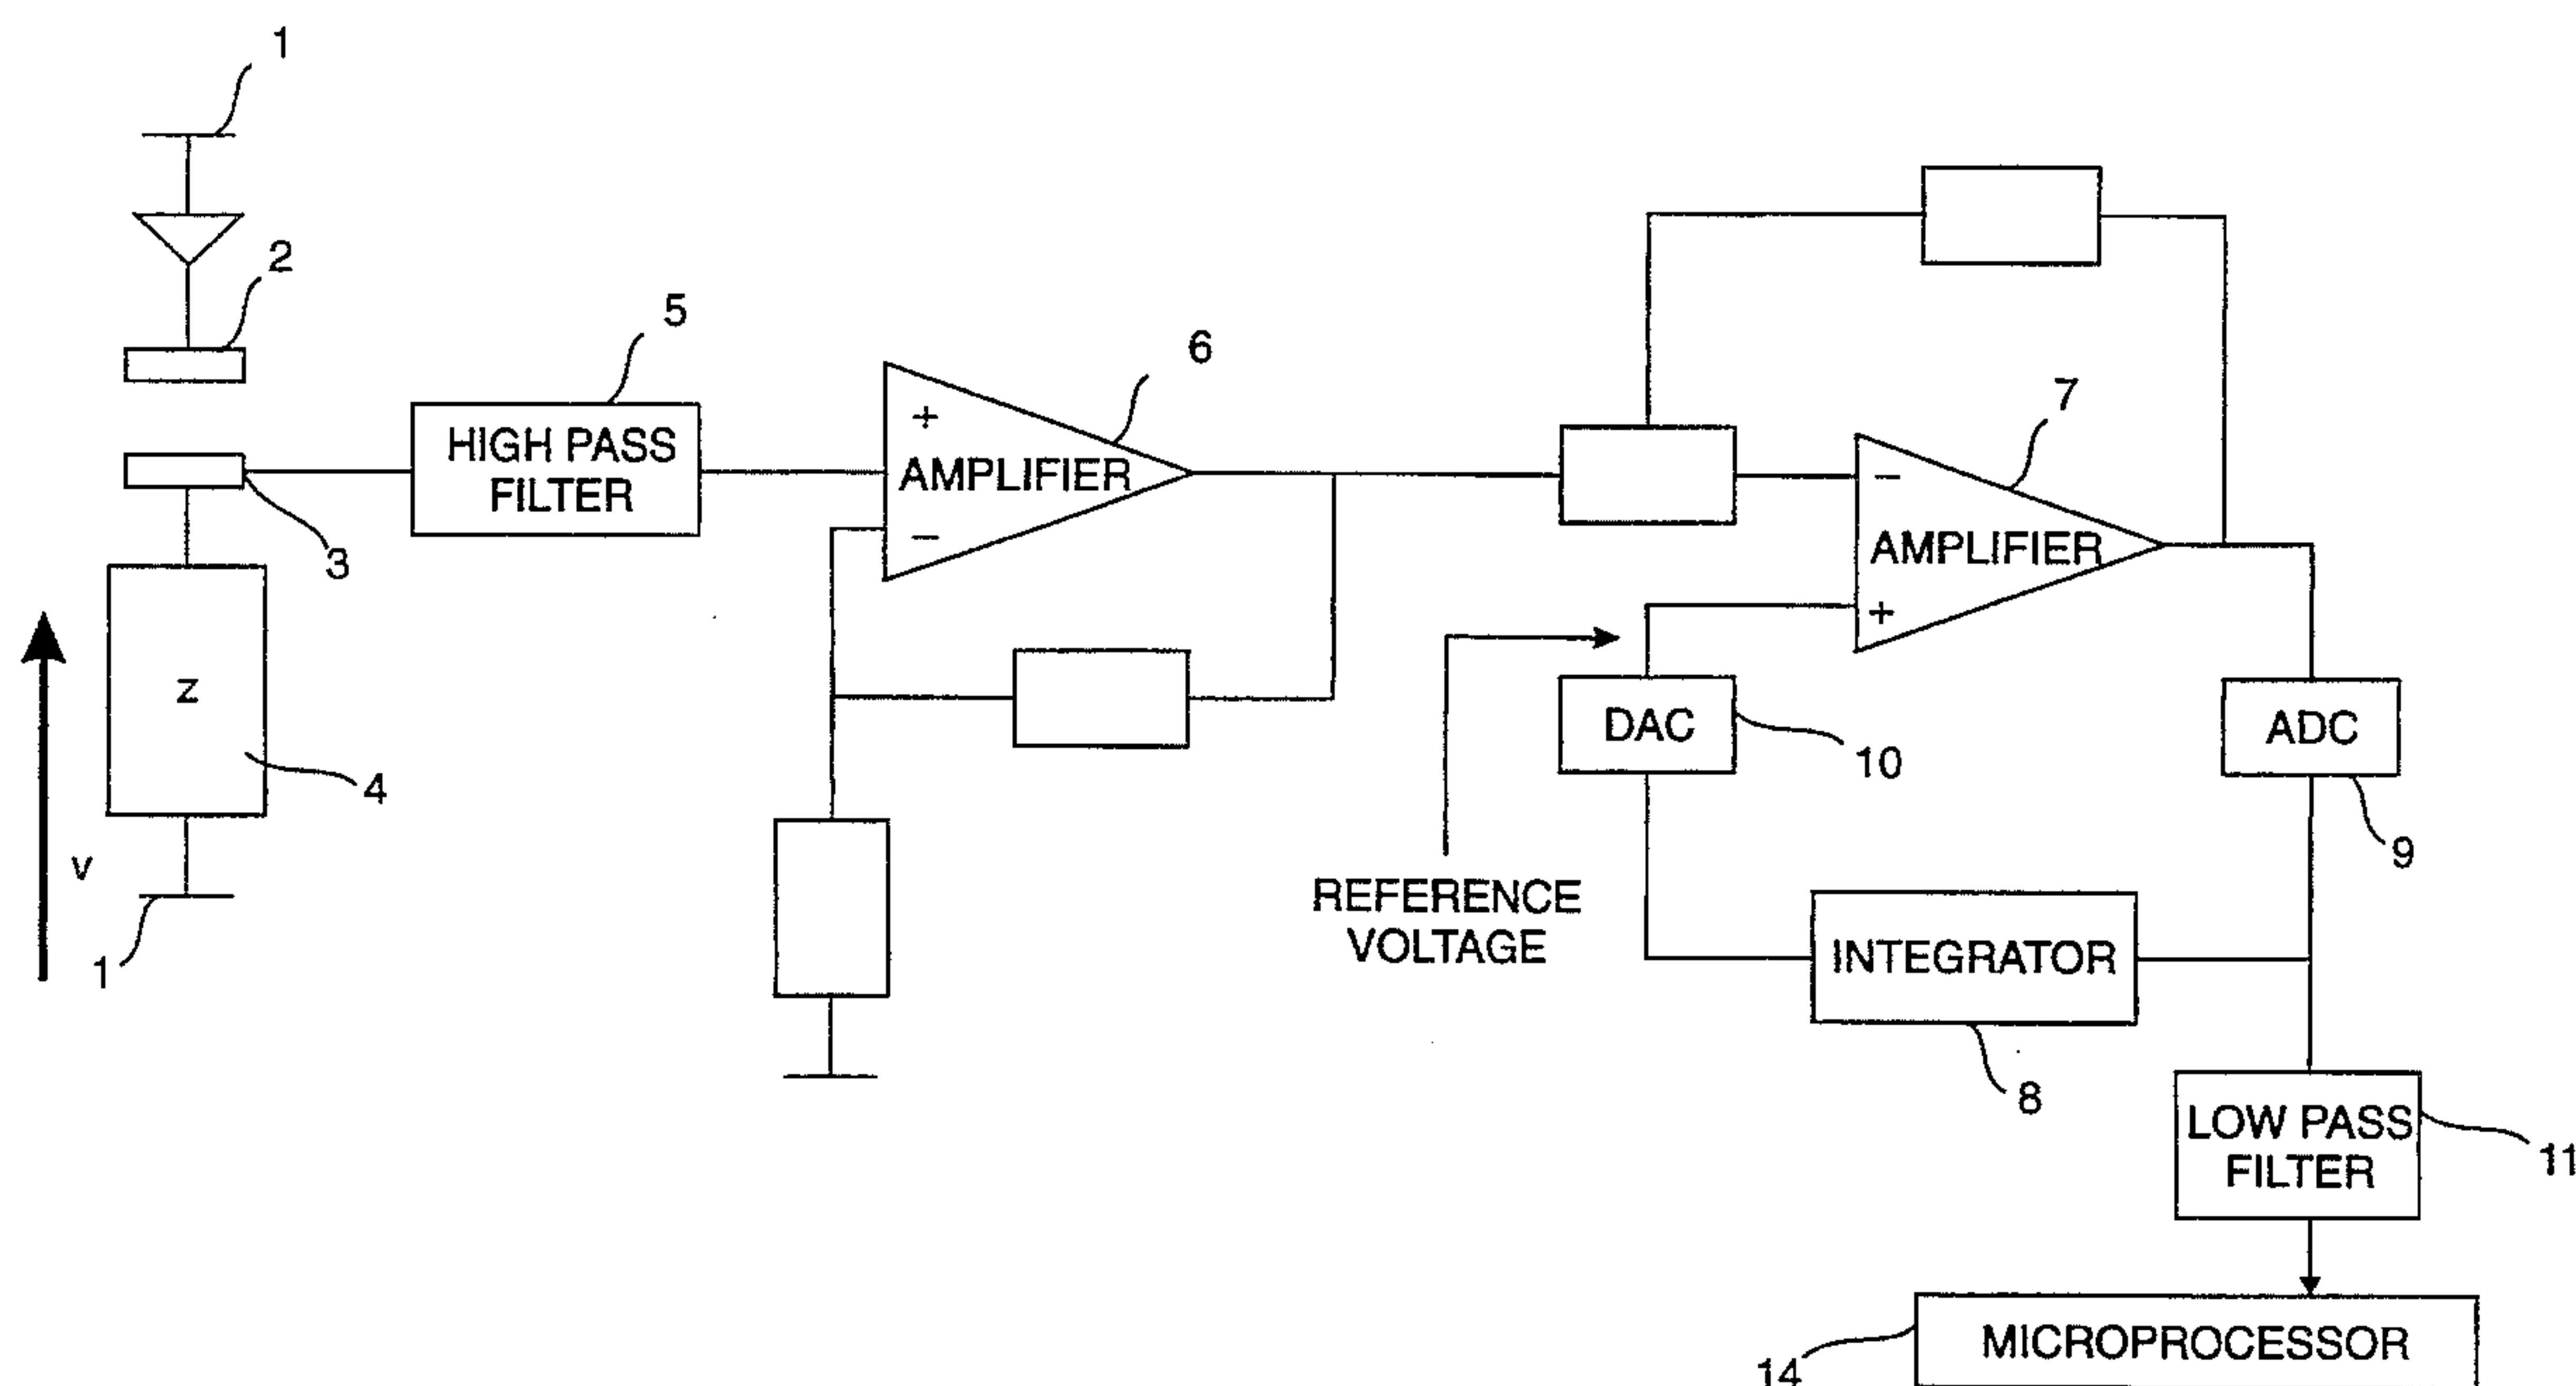 1
2
5
6
7
HIGH PASS
FILTER
+
AMPLIFIER
−
3
−
AMPLIFIER
+
z
4
DAC
10
ADC
9
v
REFERENCE
VOLTAGE
1
INTEGRATOR
8
LOW PASS
FILTER
11
MICROPROCESSOR
14